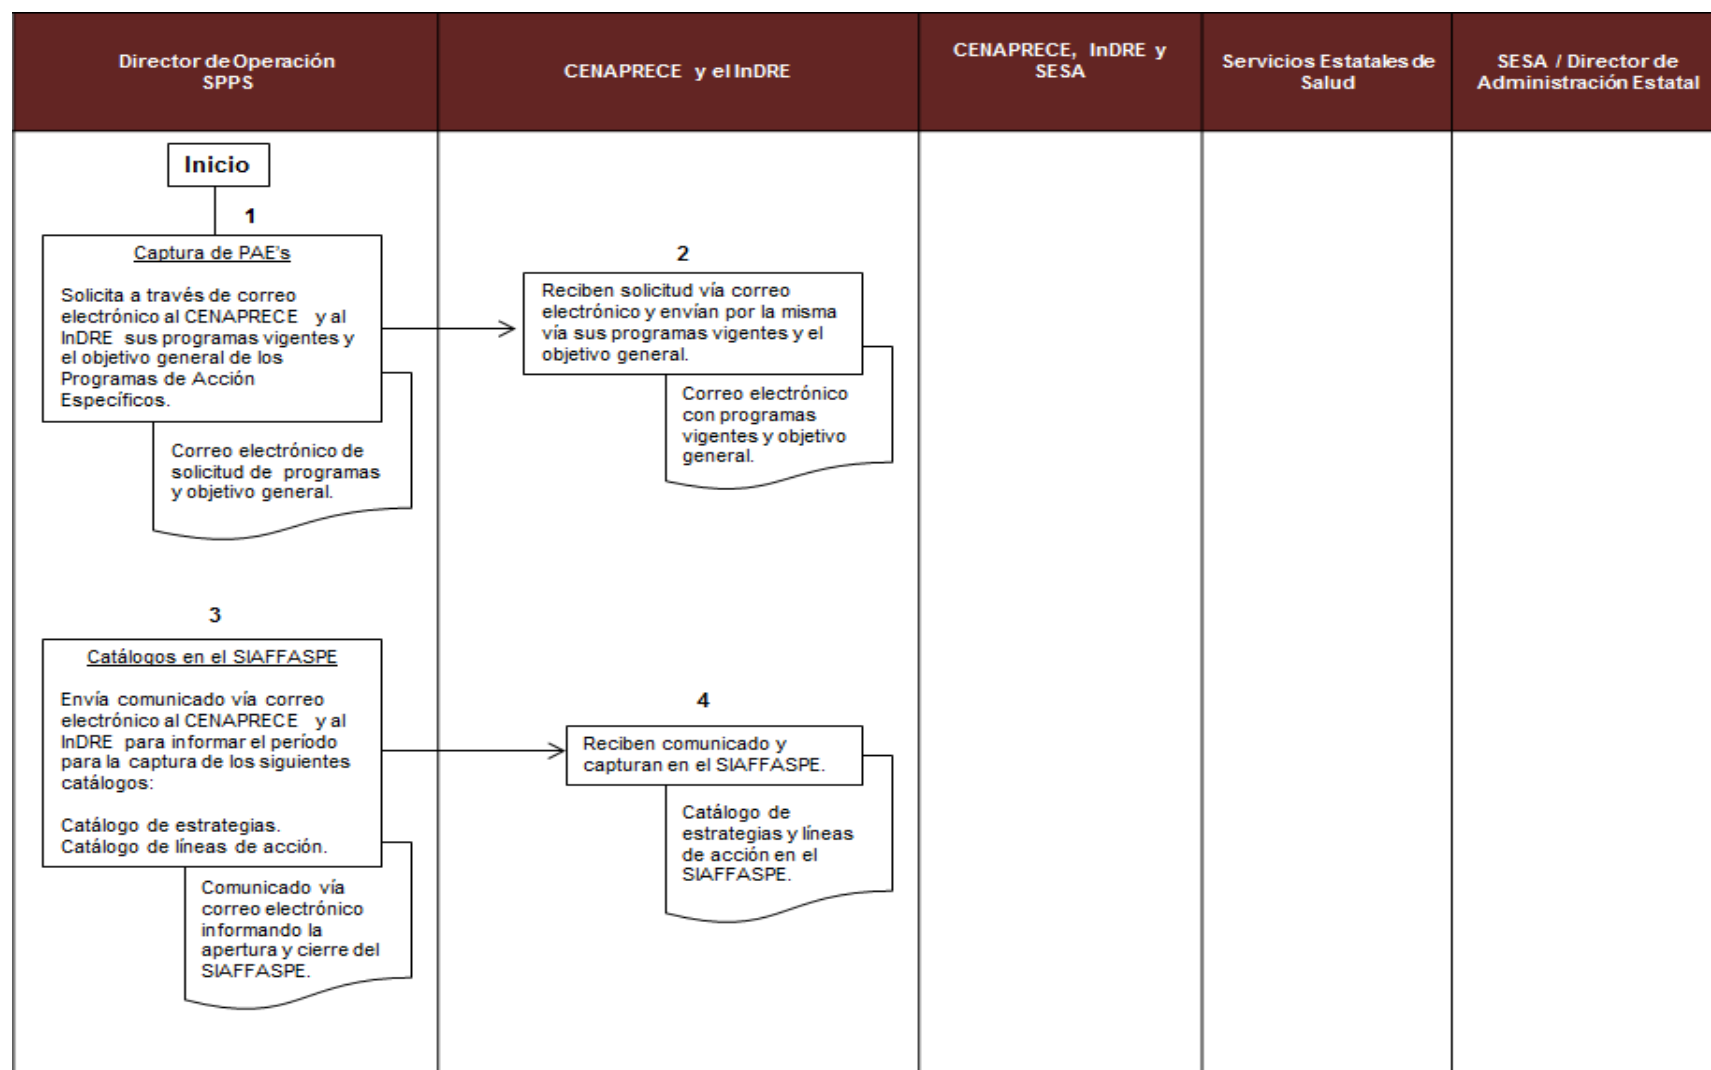 Director de Operación
SPPS
CENAPRECE y el InDRE
CENAPRECE, InDRE y
SESA
Servicios Estatales de
Salud
SESA / Director de
Administración Estatal
Inicio
1
Captura de PAE's
Solicita a través de correo
electrónico al CENAPRECE y al
InDRE sus programas vigentes y
el objetivo general de los
Programas de Acción
Específicos.
Correo electrónico de
solicitud de programas
y objetivo general.
2
Reciben solicitud vía correo
electrónico y envían por la misma
vía sus programas vigentes y el
objetivo general.
Correo electrónico
con programas
vigentes y objetivo
general.
3
Catálogos en el SIAFFASPE
Envía comunicado vía correo
electrónico al CENAPRECE y al
InDRE para informar el período
para la captura de los siguientes
catálogos:
Catálogo de estrategias.
Catálogo de líneas de acción.
Comunicado vía
correo electrónico
informando la
apertura y cierre del
SIAFFASPE.
4
Reciben comunicado y
capturan en el SIAFFASPE.
Catálogo de
estrategias y líneas
de acción en el
SIAFFASPE.